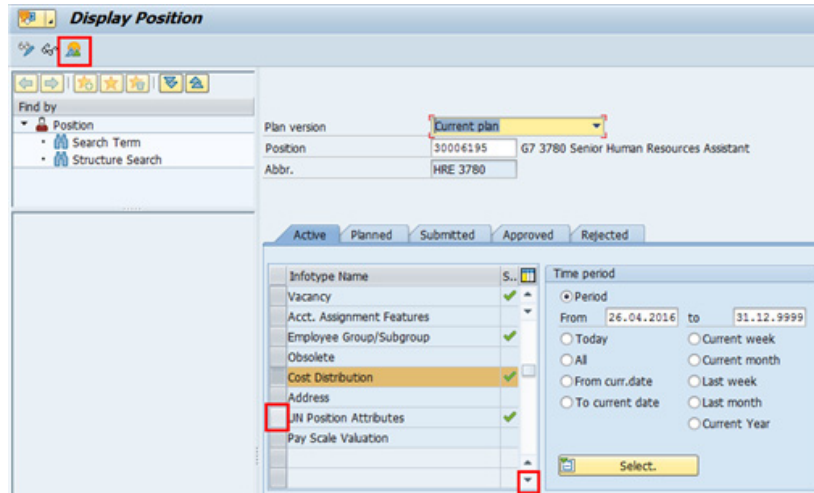 Display Position
Find by
Position
Search Term
Structure Search
Plan version Current plan
Position 30006195 G7 3780 Senior Human Resources Assistant
Abbr. HRE 3780
Active Planned Submitted Approved Rejected
Infotype Name S..
Vacancy
Acct. Assignment Features
Employee Group/Subgroup
Obsolete
Cost Distribution
Address
UN Position Attributes
Pay Scale Valuation
Time period
Period
From 26.04.2016 to 31.12.9999
Today Current week
All Current month
From curr.date Last week
To current date Last month
Current Year
Select.